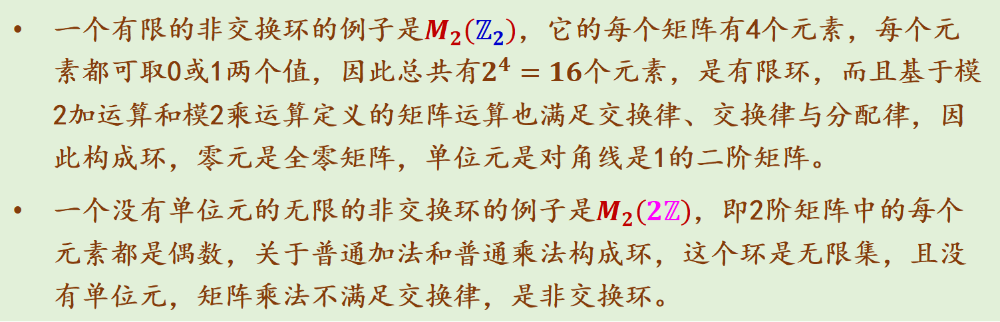 • 一个有限的非交换环的例子是M₂(ℤ₂)，它的每个矩阵有4个元素，每个元
素都可取0或1两个值，因此总共有2⁴ = 16个元素，是有限环，而且基于模
2加运算和模2乘运算定义的矩阵运算也满足交换律、交换律与分配律，因
此构成环，零元是全零矩阵，单位元是对角线是1的二阶矩阵。
• 一个没有单位元的无限的非交换环的例子是M₂(2ℤ)，即2阶矩阵中的每个
元素都是偶数，关于普通加法和普通乘法构成环，这个环是无限集，且没
有单位元，矩阵乘法不满足交换律，是非交换环。